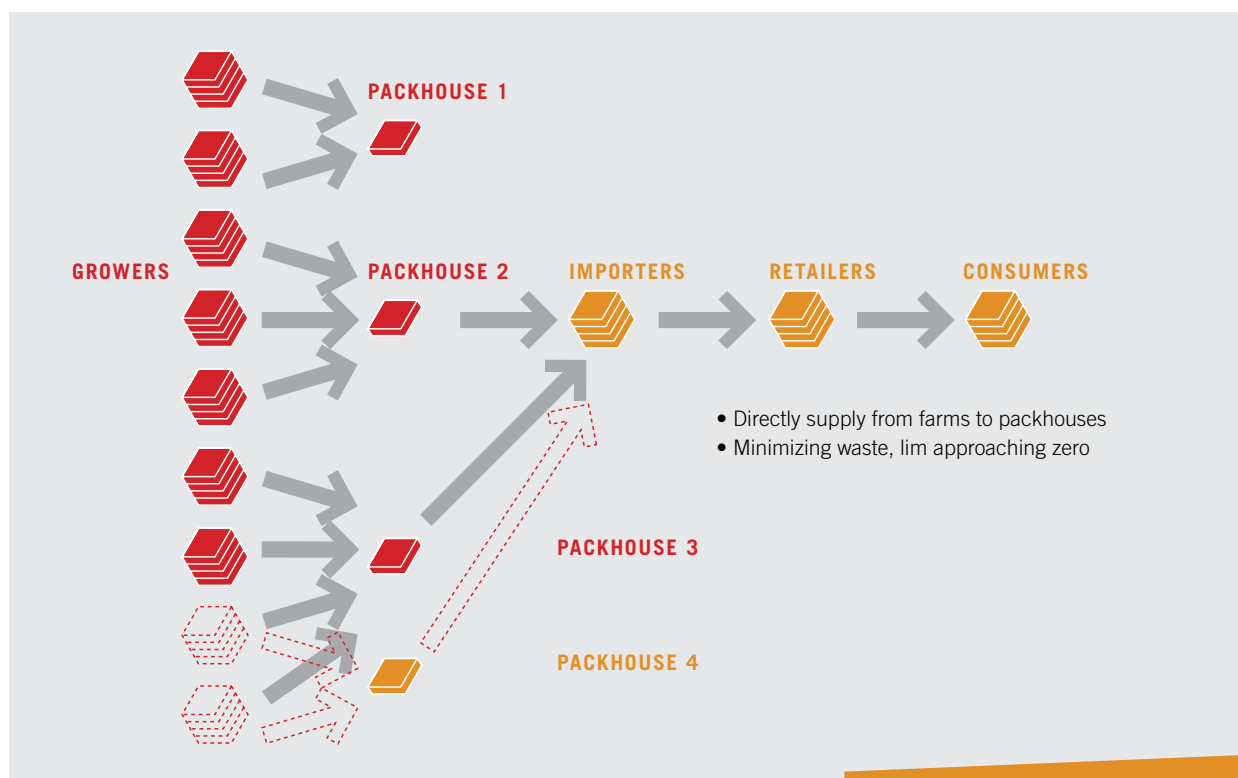 PACKHOUSE 1
GROWERS
PACKHOUSE 2
IMPORTERS
RETAILERS
CONSUMERS
• Directly supply from farms to packhouses
• Minimizing waste, lim approaching zero
PACKHOUSE 3
PACKHOUSE 4